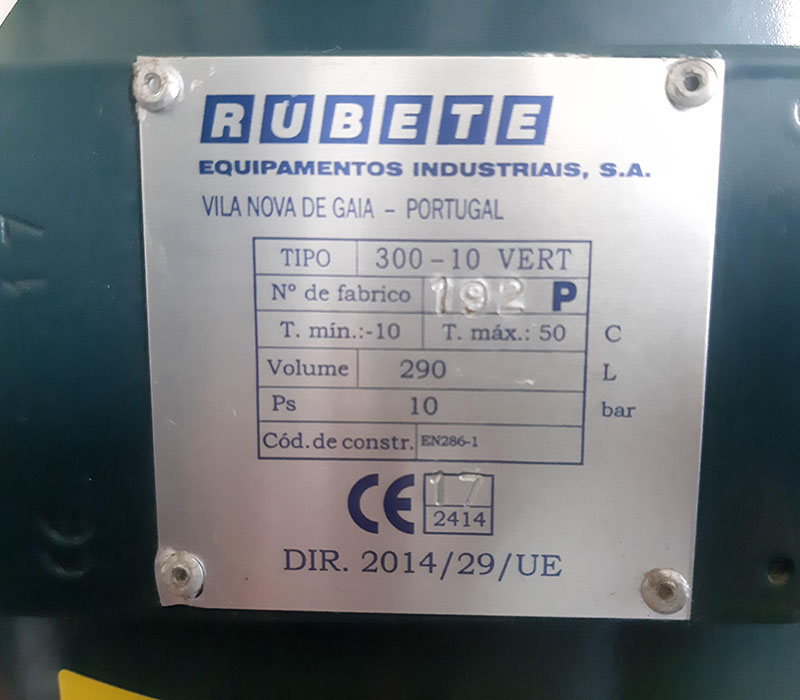 RÚBETE
EQUIPAMENTOS INDUSTRIAIS, S.A.
VILA NOVA DE GAIA – PORTUGAL
TIPO 300-10 VERT
Nº de fabrico 192 P
T. mín.:-10 T. máx.: 50 C
Volume 290 L
Ps 10 bar
Cód. de constr. EN286-1
CE 17
2414
DIR. 2014/29/UE